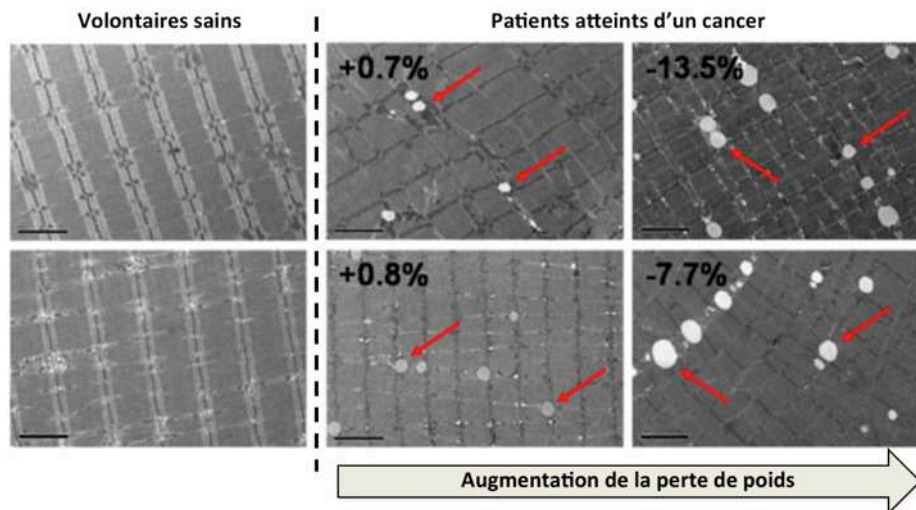 Volontaires sains
Patients atteints d’un cancer
+0.7%
-13.5%
+0.8%
-7.7%
Augmentation de la perte de poids